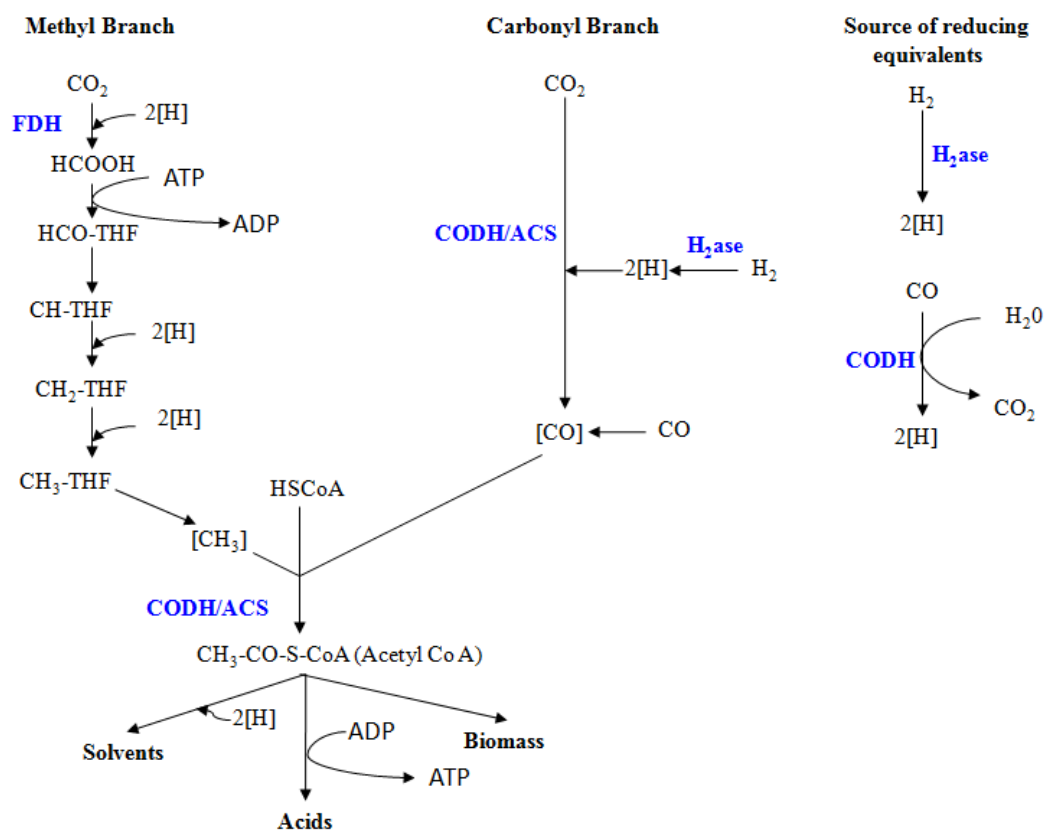 Methyl Branch
CO₂
2[H]
FDH
HCOOH
ATP
ADP
HCO-THF
CH-THF
2[H]
CH₂-THF
2[H]
CH₃-THF
[CH₃]
HSCoA
Carbonyl Branch
CO₂
CODH/ACS
2[H]
H₂ase
H₂
[CO]
CO
CODH/ACS
CH₃-CO-S-CoA (Acetyl Co A)
2[H]
Solvents
ADP
ATP
Acids
Biomass
Source of reducing
equivalents
H₂
H₂ase
2[H]
CO
H₂0
CODH
CO₂
2[H]